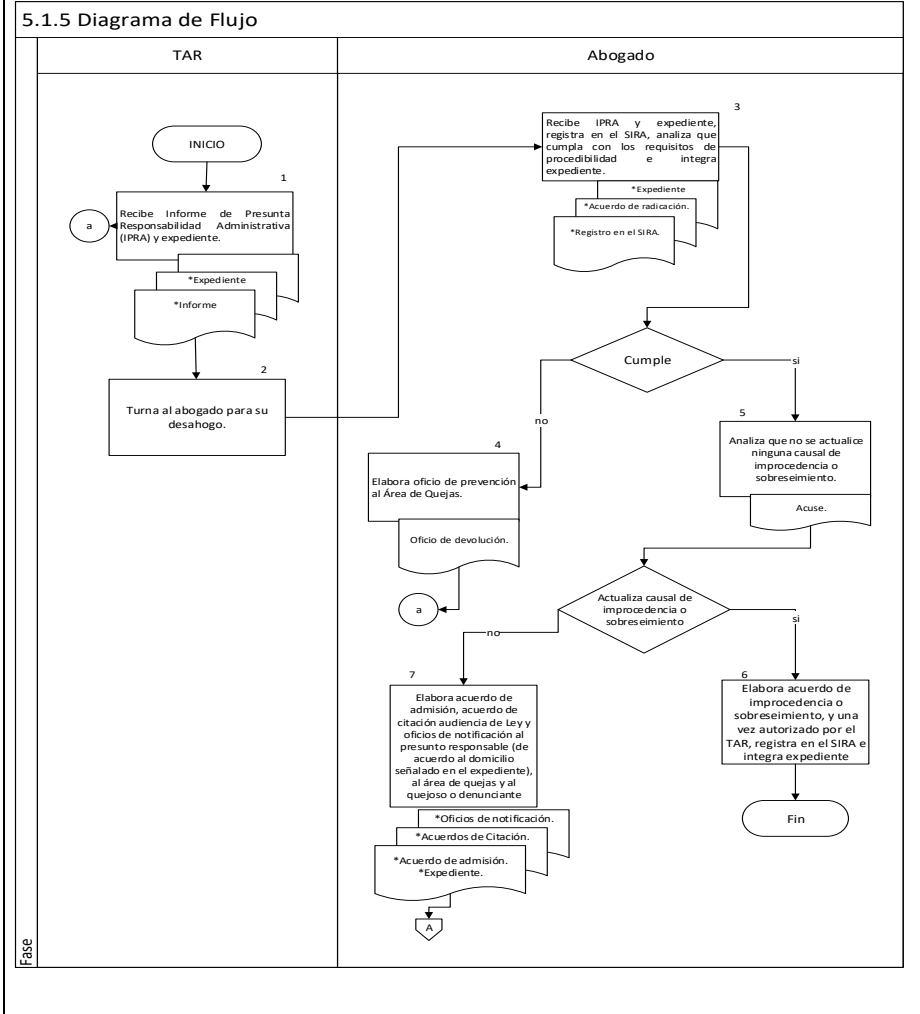 5.1.5 Diagrama de Flujo
TAR
Abogado
INICIO
1
Recibe Informe de Presunta
Responsabilidad Administrativa
(IPRA) y expediente.
a
*Expediente
*Informe
2
Turna al abogado para su
desahogo.
3
Recibe IPRA y expediente,
registra en el SIRA, analiza que
cumpla con los requisitos de
procedibilidad e integra
expediente.
*Expediente
*Acuerdo de radicación.
*Registro en el SIRA.
Cumple
si
no
4
Elabora oficio de prevención
al Área de Quejas.
Oficio de devolución.
a
5
Analiza que no se actualice
ninguna causal de
improcedencia o
sobreseimiento.
Acuse.
Actualiza causal de
improcedencia o
sobreseimiento
no
si
6
Elabora acuerdo de
improcedencia o
sobreseimiento, y una
vez autorizado por el
TAR, registra en el SIRA e
integra expediente
Fin
7
Elabora acuerdo de
admisión, acuerdo de
citación audiencia de Ley y
oficios de notificación al
presunto responsable (de
acuerdo al domicilio
señalado en el expediente),
al área de quejas y al
quejoso o denunciante
*Oficios de notificación.
*Acuerdos de Citación.
*Acuerdo de admisión.
*Expediente.
A
Fase